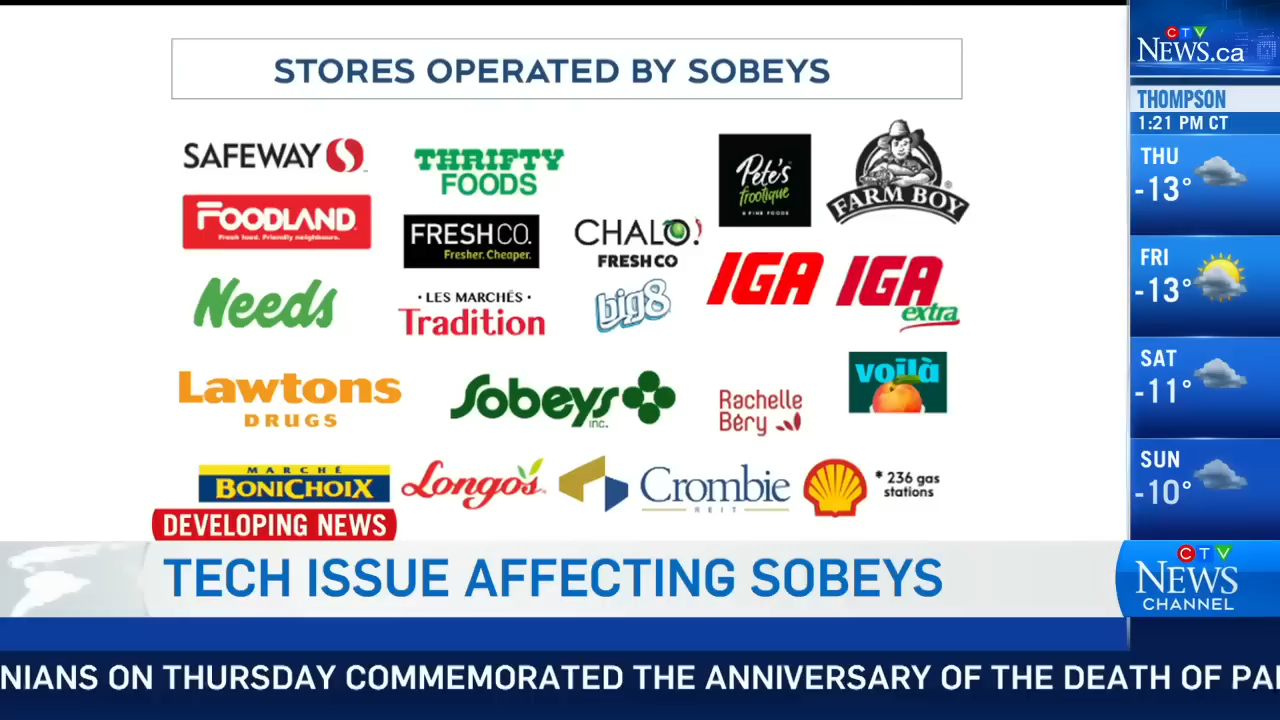 STORES OPERATED BY SOBEYS
SAFEWAY
THRIFTY
FOODS
Pete's
frootique
& FINE FOODS
FARM BOY
FOODLAND
Fresh food. Friendly neighbours.
FRESHCO.
Fresher. Cheaper.
CHALO!
FRESHCO
IGA
IGA
extra
Needs
• LES MARCHÉS •
Tradition
big8
Lawtons
DRUGS
Sobeys
inc.
Rachelle
Béry
voilà
MARCHÉ
BONICHOIX
Longo's
Crombie
REIT
* 236 gas
stations
DEVELOPING NEWS
TECH ISSUE AFFECTING SOBEYS
NIANS ON THURSDAY COMMEMORATED THE ANNIVERSARY OF THE DEATH OF PA
CTV
NEWS.ca
THOMPSON
1:21 PM CT
THU
-13°
FRI
-13°
SAT
-11°
SUN
-10°
CTV
NEWS
CHANNEL